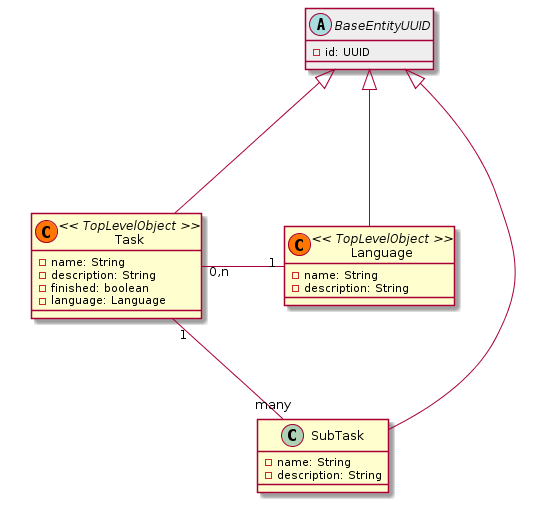 A BaseEntityUUID
id: UUID
C << TopLevelObject >>
Task
name: String
description: String
finished: boolean
language: Language
C << TopLevelObject >>
Language
name: String
description: String
0,n
1
1
many
C SubTask
name: String
description: String